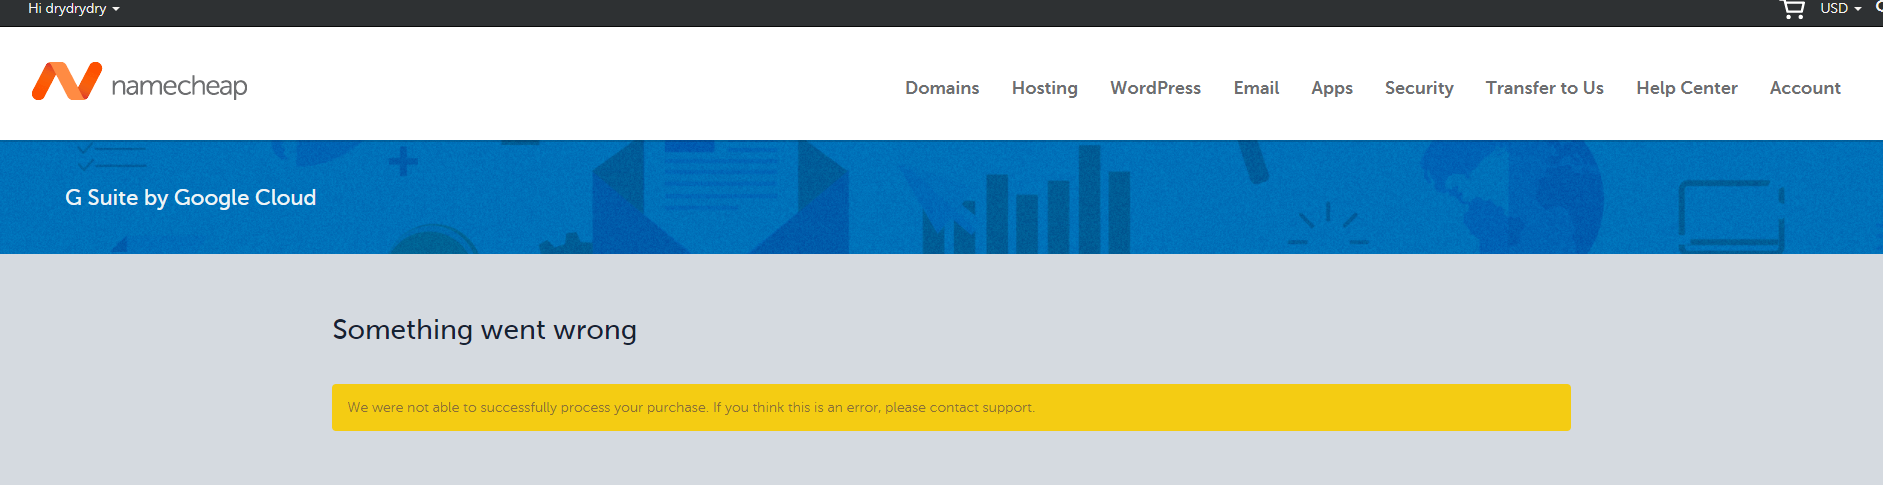 Hi drydrydry
USD
namecheap
Domains Hosting WordPress Email Apps Security Transfer to Us Help Center Account
G Suite by Google Cloud
Something went wrong
We were not able to successfully process your purchase. If you think this is an error, please contact support.